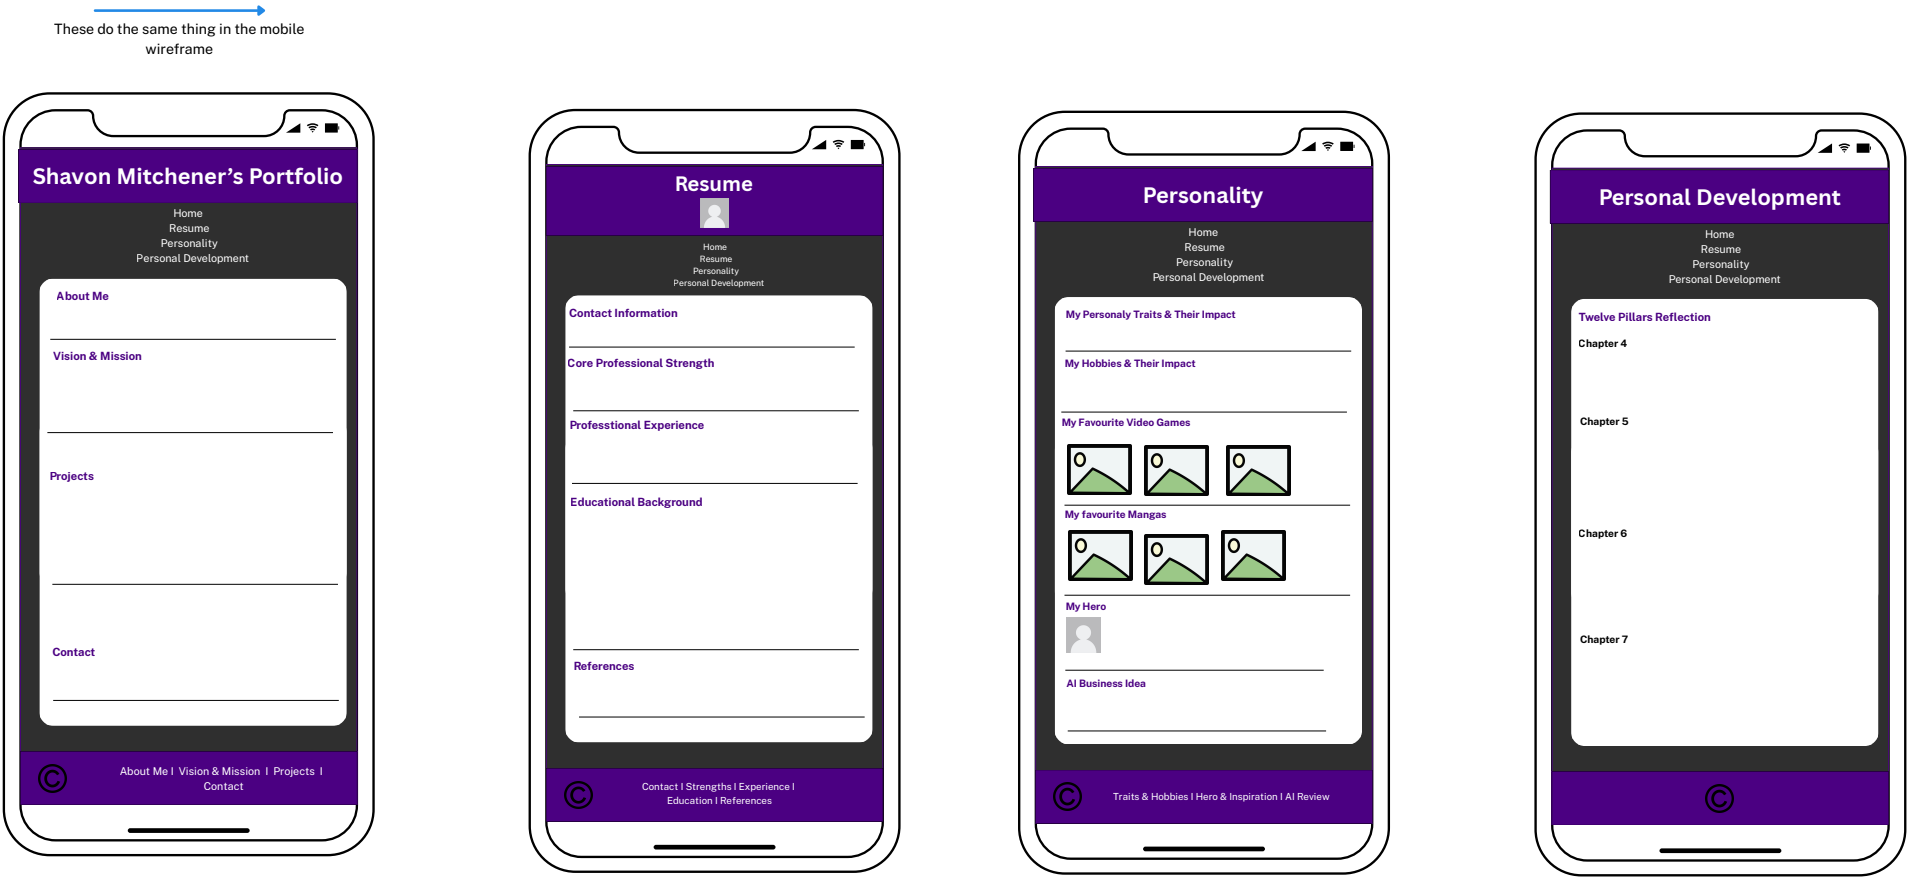 These do the same thing in the mobile
wireframe
Shavon Mitchener’s Portfolio
Home
Resume
Personality
Personal Development
About Me
Vision & Mission
Projects
Contact
©
About Me I Vision & Mission I Projects I
Contact
Resume
Home
Resume
Personality
Personal Development
Contact Information
Core Professional Strength
Professtional Experience
Educational Background
References
©
Contact I Strengths I Experience I
Education I References
Personality
Home
Resume
Personality
Personal Development
My Personaly Traits & Their Impact
My Hobbies & Their Impact
My Favourite Video Games
My favourite Mangas
My Hero
AI Business Idea
©
Traits & Hobbies I Hero & Inspiration I AI Review
Personal Development
Home
Resume
Personality
Personal Development
Twelve Pillars Reflection
Chapter 4
Chapter 5
Chapter 6
Chapter 7
©